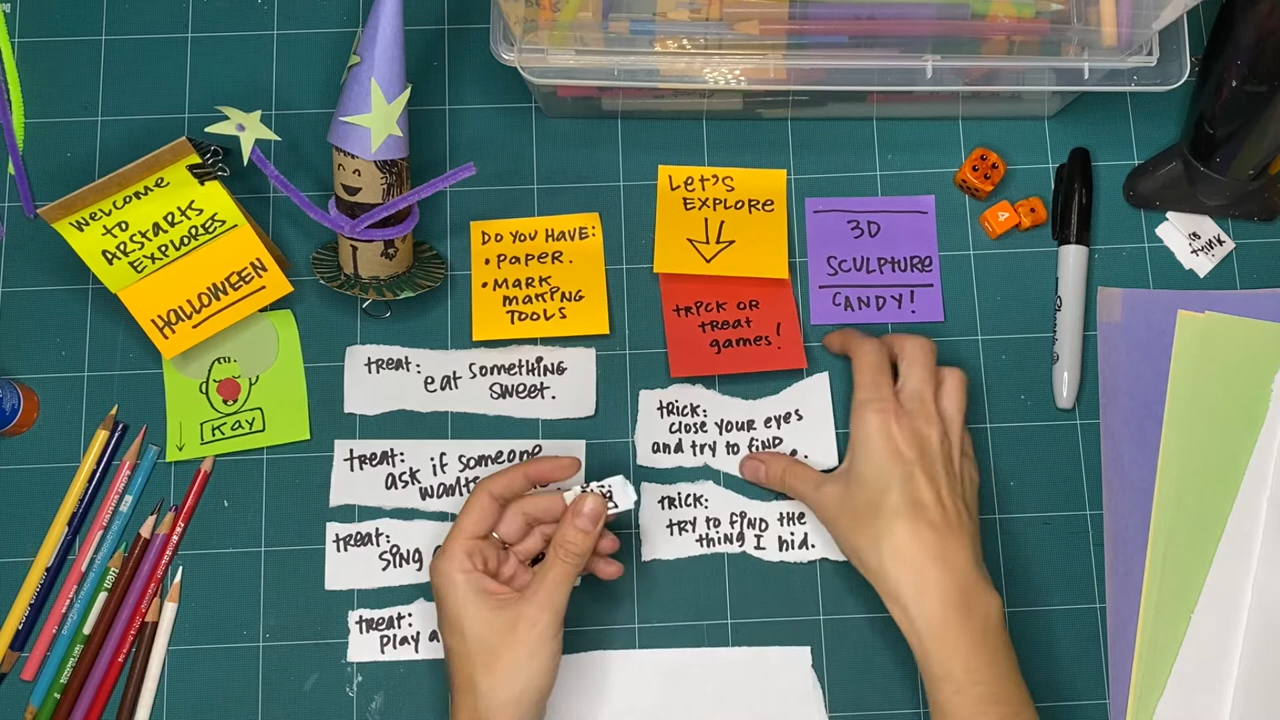 welcome
to
ARSTARTS
EXPLORES
HALLOWEEN
Kay
DO YOU HAVE:
• PAPER.
• MARK
MAKING
TOOLS
LET'S
EXPLORE
trick OR
treat
games!
3D
SCULPTURE
CANDY!
treat:
eat something
sweet.
treat:
ask if someone
treat:
sing
treat:
play a
trick:
close your eyes
and try to find
trick:
try to find the
thing I hid.
4